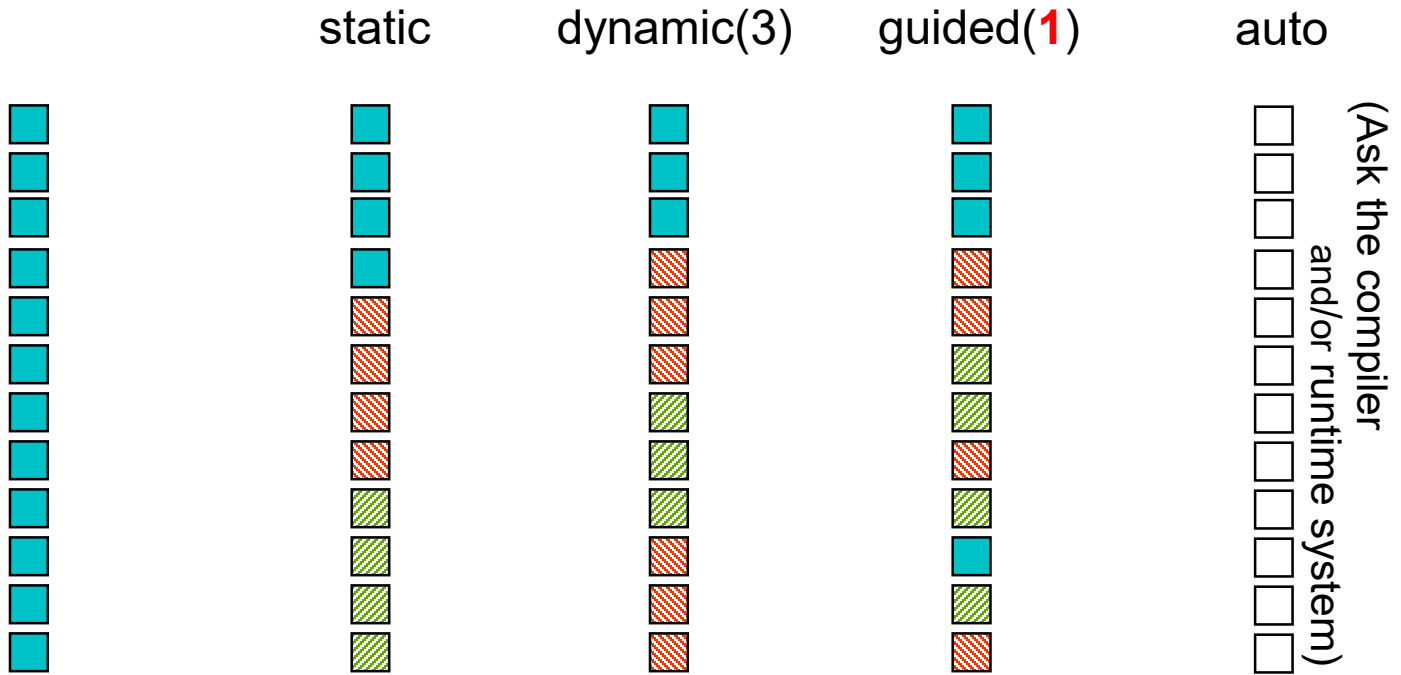 static dynamic(3) guided(1) auto
(Ask the compiler
and/or runtime system)